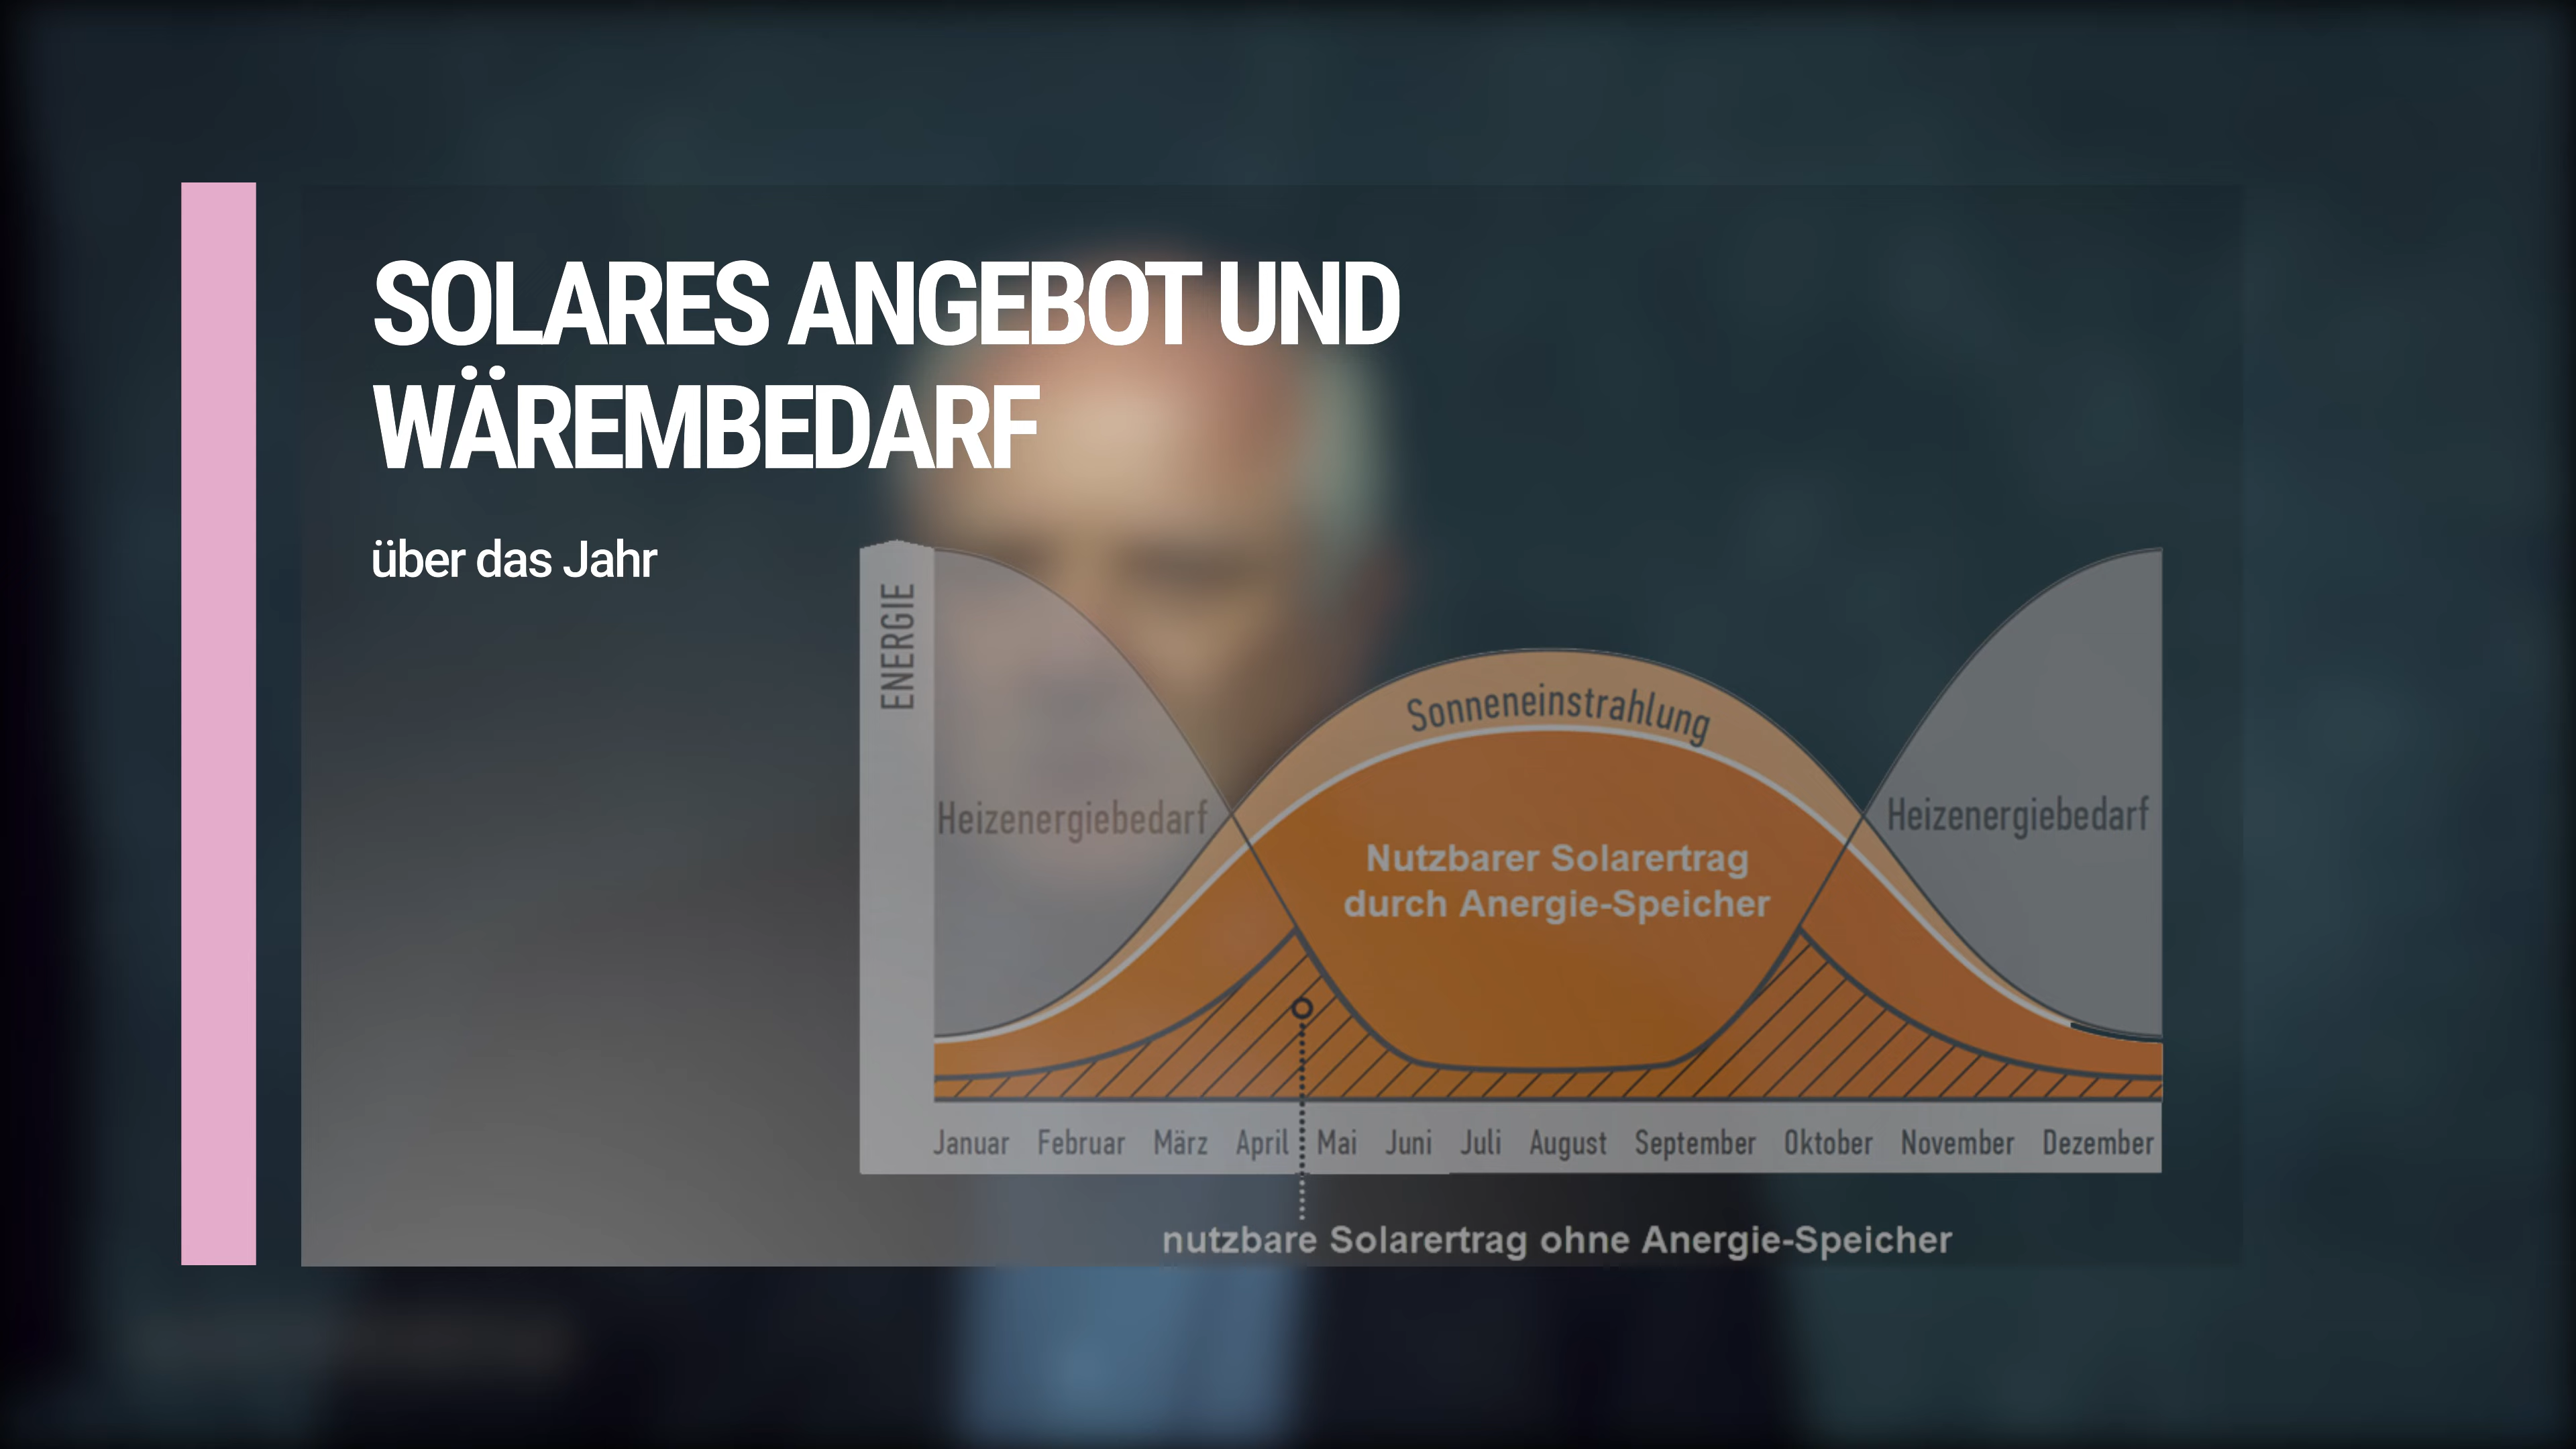 SOLARES ANGEBOT UND
WÄREMBEDARF
über das Jahr
ENERGIE
Sonneneinstrahlung
Heizenergiebedarf
Heizenergiebedarf
Nutzbarer Solarertrag
durch Anergie-Speicher
Januar Februar März April Mai Juni Juli August September Oktober November Dezember
nutzbare Solarertrag ohne Anergie-Speicher